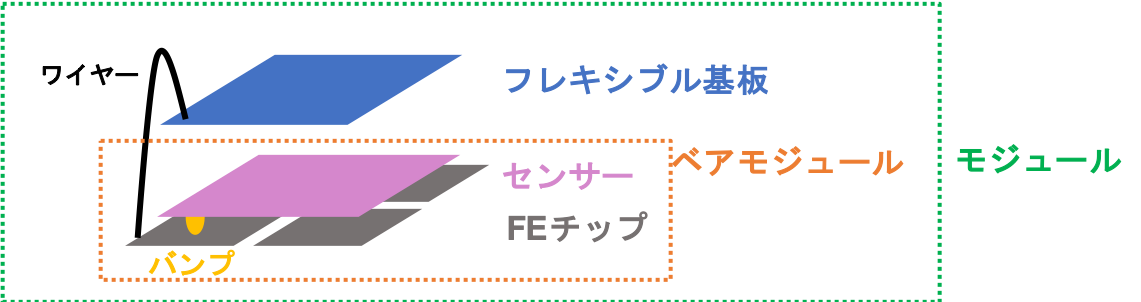 ワイヤー
フレキシブル基板
センサー
ベアモジュール
モジュール
FEチップ
バンプ